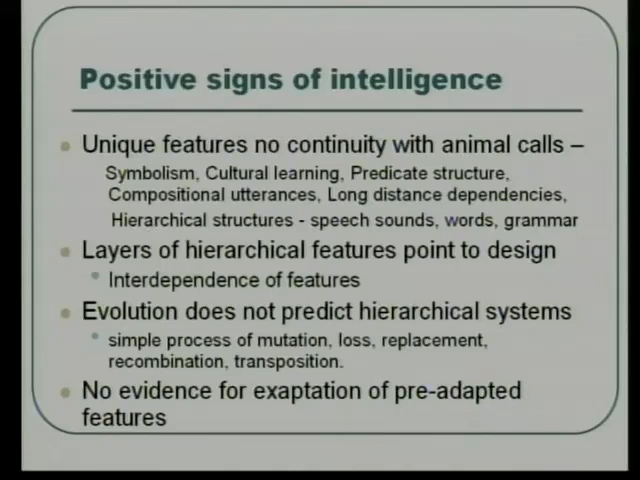 Positive signs of intelligence
Unique features no continuity with animal calls –
Symbolism, Cultural learning, Predicate structure,
Compositional utterances, Long distance dependencies,
Hierarchical structures - speech sounds, words, grammar
Layers of hierarchical features point to design
Interdependence of features
Evolution does not predict hierarchical systems
simple process of mutation, loss, replacement,
recombination, transposition.
No evidence for exaptation of pre-adapted
features